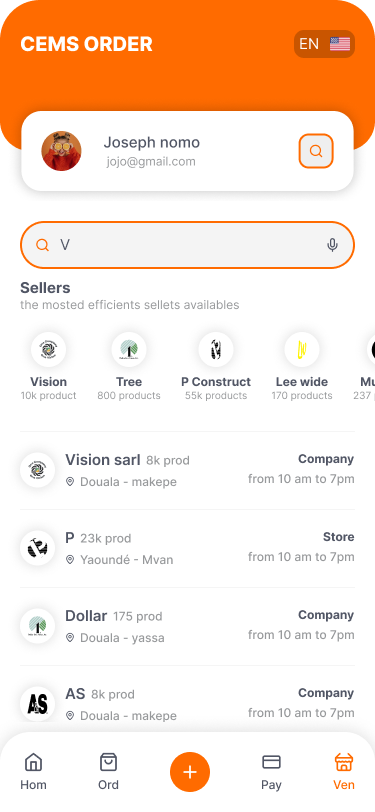 CEMS ORDER
EN
Joseph nomo
jojo@gmail.com
V
Sellers
the mosted efficients sellets availables
Vision
Tree
P Construct
Lee wide
Mu
10k product
800 products
55k products
170 products
237
Vision sarl 8k prod
Company
Douala - makepe
from 10 am to 7pm
P 23k prod
Store
Yaoundé - Mvan
from 10 am to 7pm
Dollar 175 prod
Company
Douala - yassa
from 10 am to 7pm
AS 8k prod
Company
A&S
Douala - makepe
from 10 am to 7pm
Hom
Ord
Pay
Ven